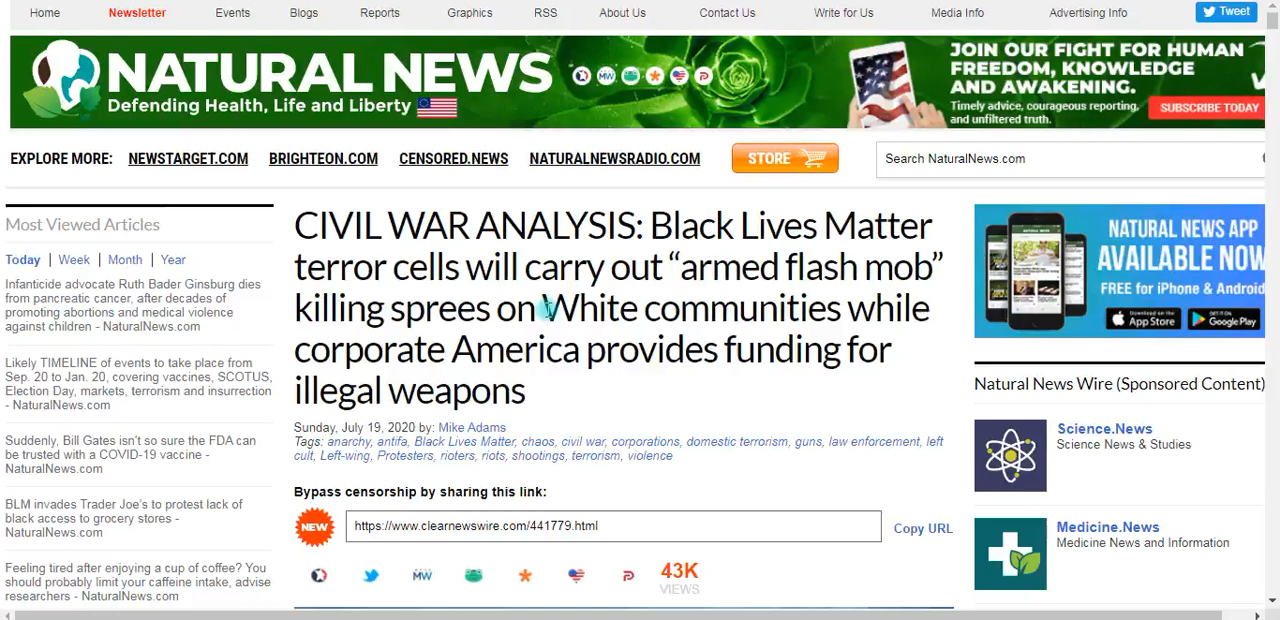 Home Newsletter Events Blogs Reports Graphics RSS About Us Contact Us Write for Us Media Info Advertising Info Tweet
NATURAL NEWS
Defending Health, Life and Liberty
MW
JOIN OUR FIGHT FOR HUMAN
FREEDOM, KNOWLEDGE
AND AWAKENING.
Timely advice, courageous reporting,
and unfiltered truth.
SUBSCRIBE TODAY
EXPLORE MORE: NEWSTARGET.COM BRIGHTEON.COM CENSORED.NEWS NATURALNEWSRADIO.COM STORE Search NaturalNews.com
Most Viewed Articles
Today | Week | Month | Year
Infanticide advocate Ruth Bader Ginsburg dies
from pancreatic cancer, after decades of
promoting abortions and medical violence
against children - NaturalNews.com
Likely TIMELINE of events to take place from
Sep. 20 to Jan. 20, covering vaccines, SCOTUS,
Election Day, markets, terrorism and insurrection
- NaturalNews.com
Suddenly, Bill Gates isn't so sure the FDA can
be trusted with a COVID-19 vaccine -
NaturalNews.com
BLM invades Trader Joe's to protest lack of
black access to grocery stores -
NaturalNews.com
Feeling tired after enjoying a cup of coffee? You
should probably limit your caffeine intake, advise
researchers - NaturalNews.com
CIVIL WAR ANALYSIS: Black Lives Matter
terror cells will carry out “armed flash mob”
killing sprees on White communities while
corporate America provides funding for
illegal weapons
Sunday, July 19, 2020 by: Mike Adams
Tags: anarchy, antifa, Black Lives Matter, chaos, civil war, corporations, domestic terrorism, guns, law enforcement, left
cult, Left-wing, Protesters, rioters, riots, shootings, terrorism, violence
Bypass censorship by sharing this link:
NEW
https://www.clearnewswire.com/441779.html
Copy URL
MW
43K
VIEWS
NATURAL NEWS APP
AVAILABLE NOW
FREE for iPhone & Android
Download on the
App Store
Google Play
Natural News Wire (Sponsored Content)
Science.News
Science News & Studies
Medicine.News
Medicine News and Information